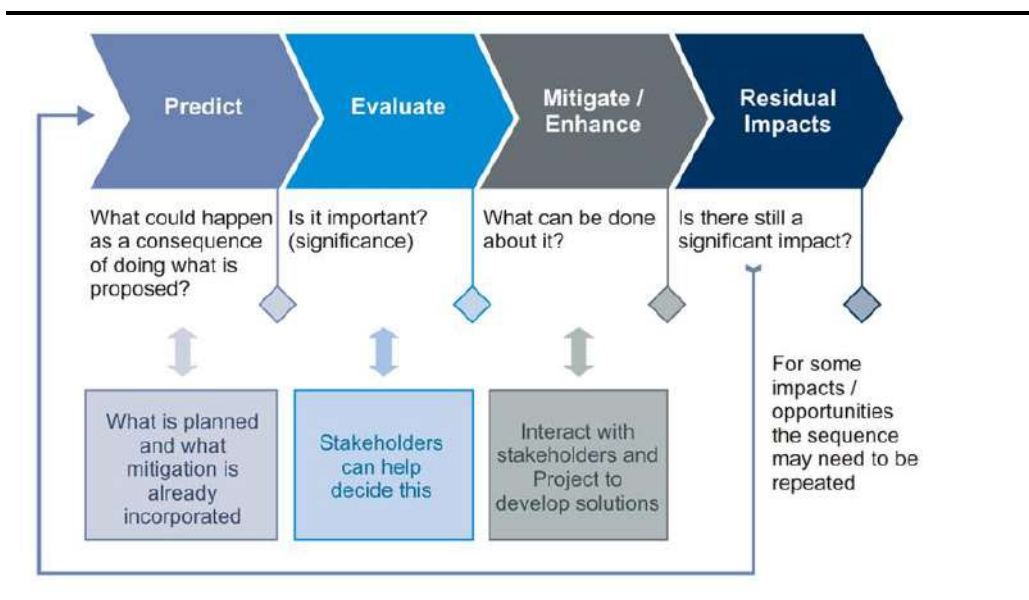 Predict
Evaluate
Mitigate /
Enhance
Residual
Impacts
What could happen
as a consequence
of doing what is
proposed?
Is it important?
(significance)
What can be done
about it?
Is there still a
significant impact?
What is planned
and what
mitigation is
already
incorporated
Stakeholders
can help
decide this
Interact with
stakeholders and
Project to
develop solutions
For some
impacts /
opportunities
the sequence
may need to be
repeated